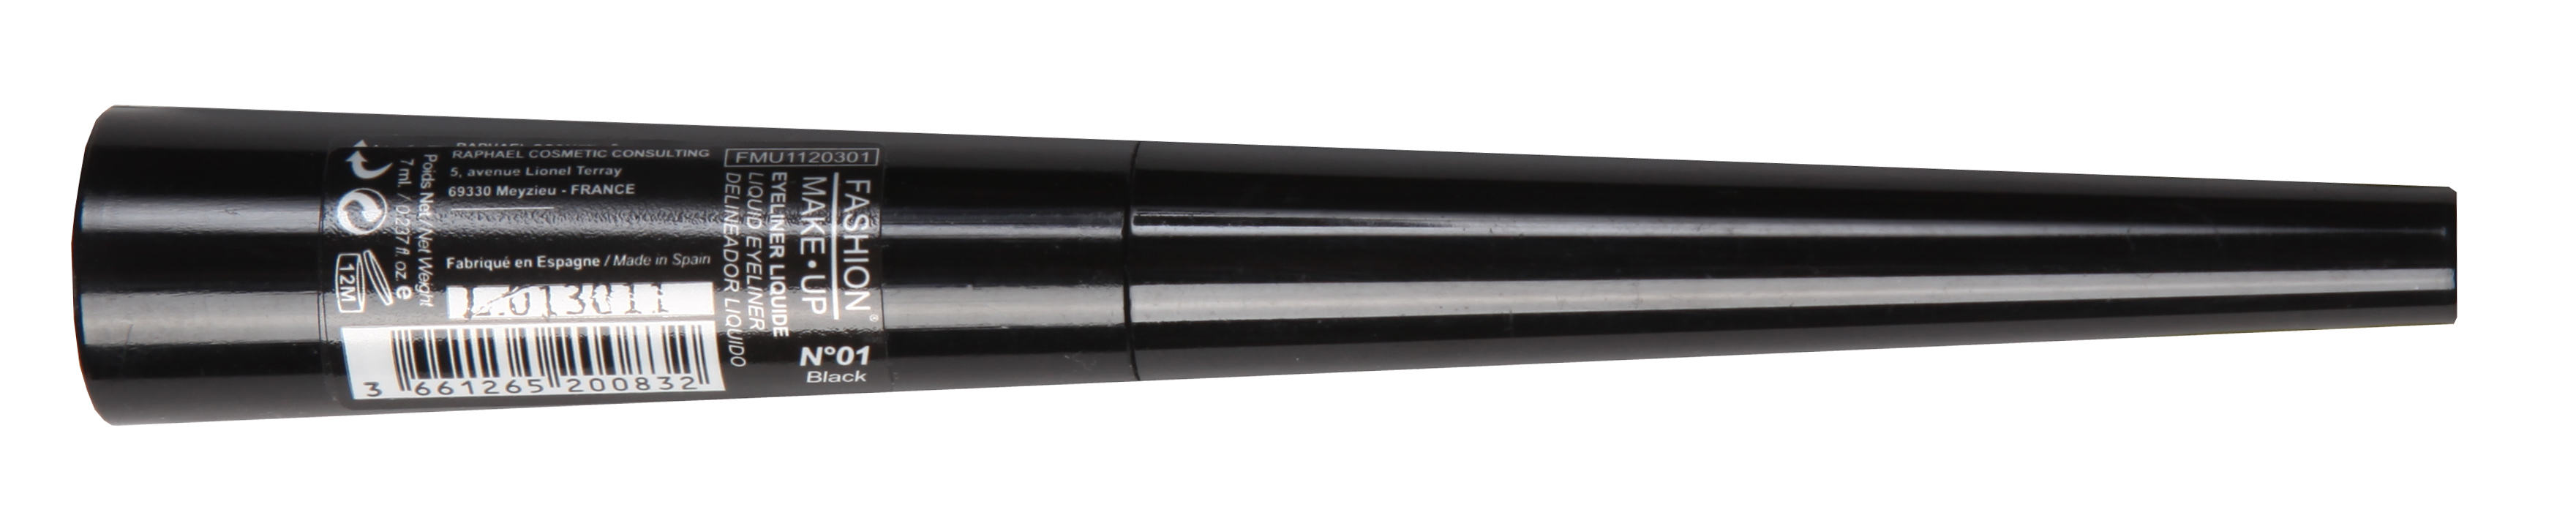 FMU1120301
FASHION®
MAKE•UP
EYELINER LIQUIDE
LIQUID EYELINER
DELINEADOR LIQUIDO
N°01
Black
RAPHAEL COSMETIC CONSULTING
5, avenue Lionel Terray
69330 Meyzieu - FRANCE
Fabriqué en Espagne / Made in Spain
Poids Net / Net Weight
7 ml. / 0.237 fl. oz e
12M
3 661265 200832